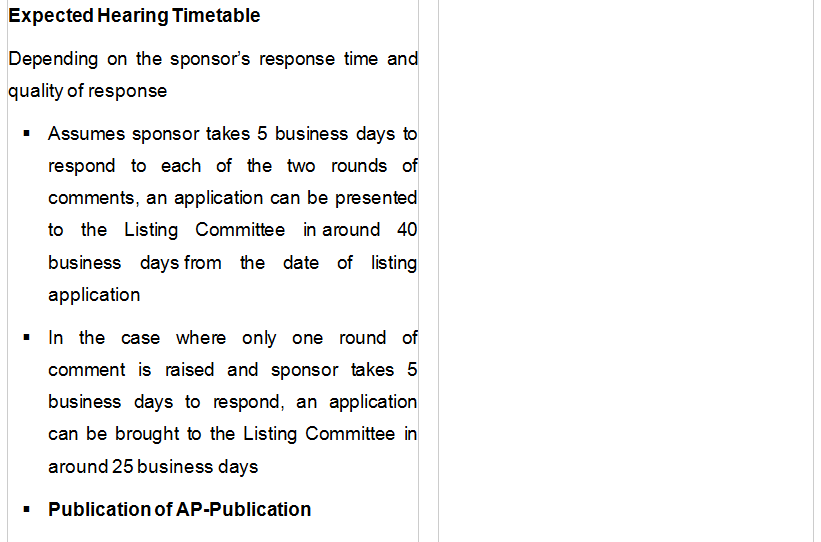 Expected Hearing Timetable
Depending on the sponsor's response time and
quality of response
▪ Assumes sponsor takes 5 business days to
respond to each of the two rounds of
comments, an application can be presented
to the Listing Committee in around 40
business days from the date of listing
application
▪ In the case where only one round of
comment is raised and sponsor takes 5
business days to respond, an application
can be brought to the Listing Committee in
around 25 business days
▪ Publication of AP-Publication